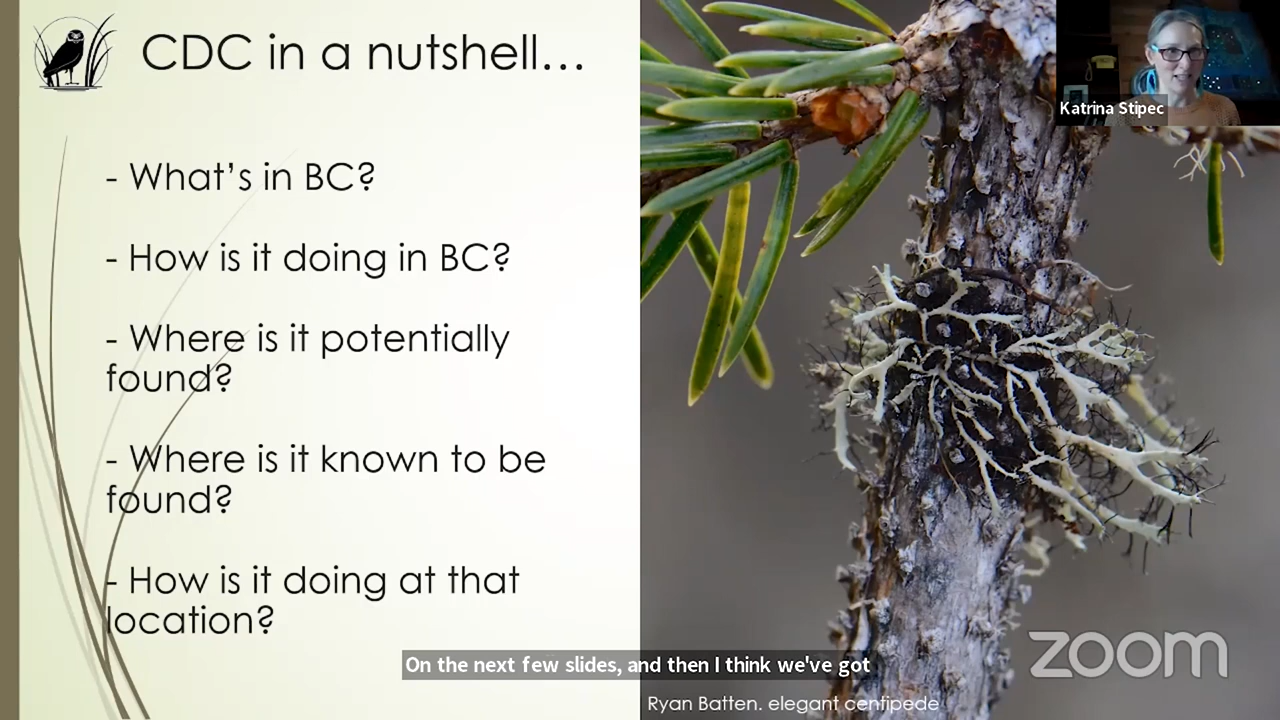 CDC in a nutshell…
- What's in BC?
- How is it doing in BC?
- Where is it potentially
found?
- Where is it known to be
found?
- How is it doing at that
location?
Katrina Stipec
On the next few slides, and then I think we've got
zoom
Ryan Batten. elegant centipede